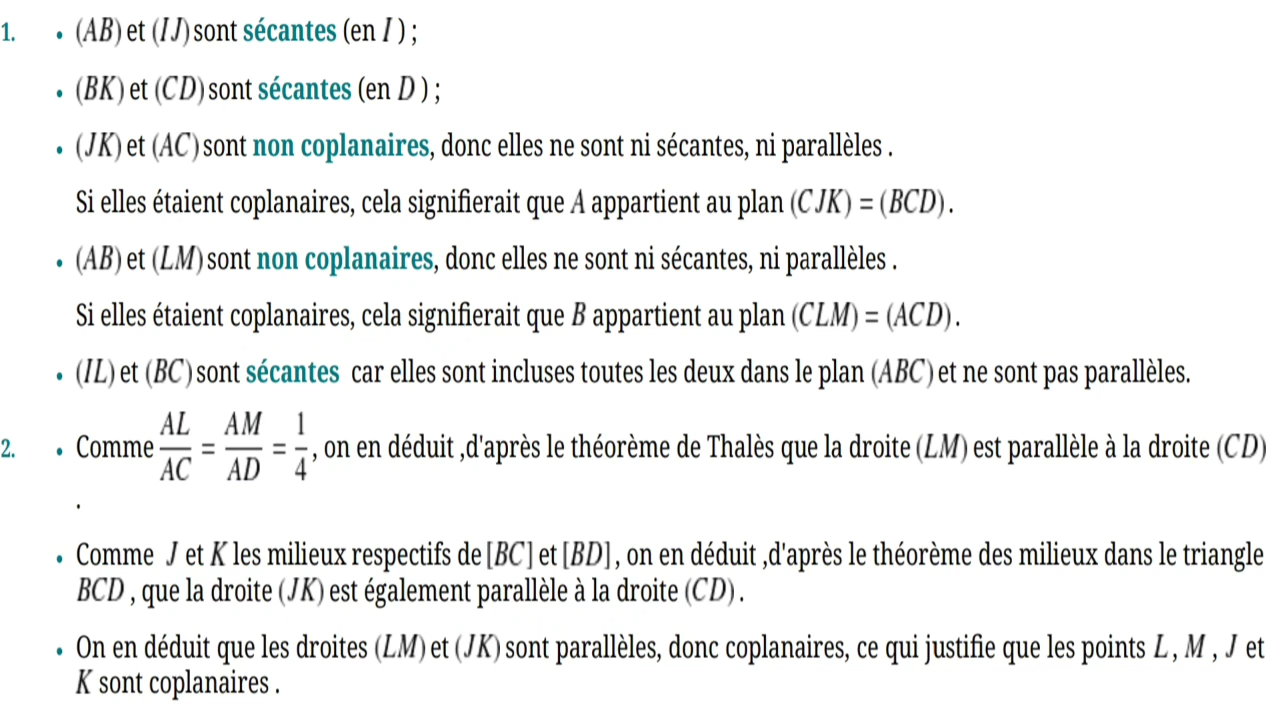 1. • (AB) et (IJ) sont sécantes (en I ) ;
• (BK) et (CD) sont sécantes (en D ) ;
• (JK) et (AC) sont non coplanaires, donc elles ne sont ni sécantes, ni parallèles .
Si elles étaient coplanaires, cela signifierait que A appartient au plan (CJK) = (BCD) .
• (AB) et (LM) sont non coplanaires, donc elles ne sont ni sécantes, ni parallèles .
Si elles étaient coplanaires, cela signifierait que B appartient au plan (CLM) = (ACD) .
• (IL) et (BC) sont sécantes car elles sont incluses toutes les deux dans le plan (ABC) et ne sont pas parallèles.
2. • Comme AL/AC = AM/AD = 1/4 , on en déduit ,d'après le théorème de Thalès que la droite (LM) est parallèle à la droite (CD)
.
• Comme J et K les milieux respectifs de [BC] et [BD] , on en déduit ,d'après le théorème des milieux dans le triangle
BCD , que la droite (JK) est également parallèle à la droite (CD) .
• On en déduit que les droites (LM) et (JK) sont parallèles, donc coplanaires, ce qui justifie que les points L , M , J et
K sont coplanaires .